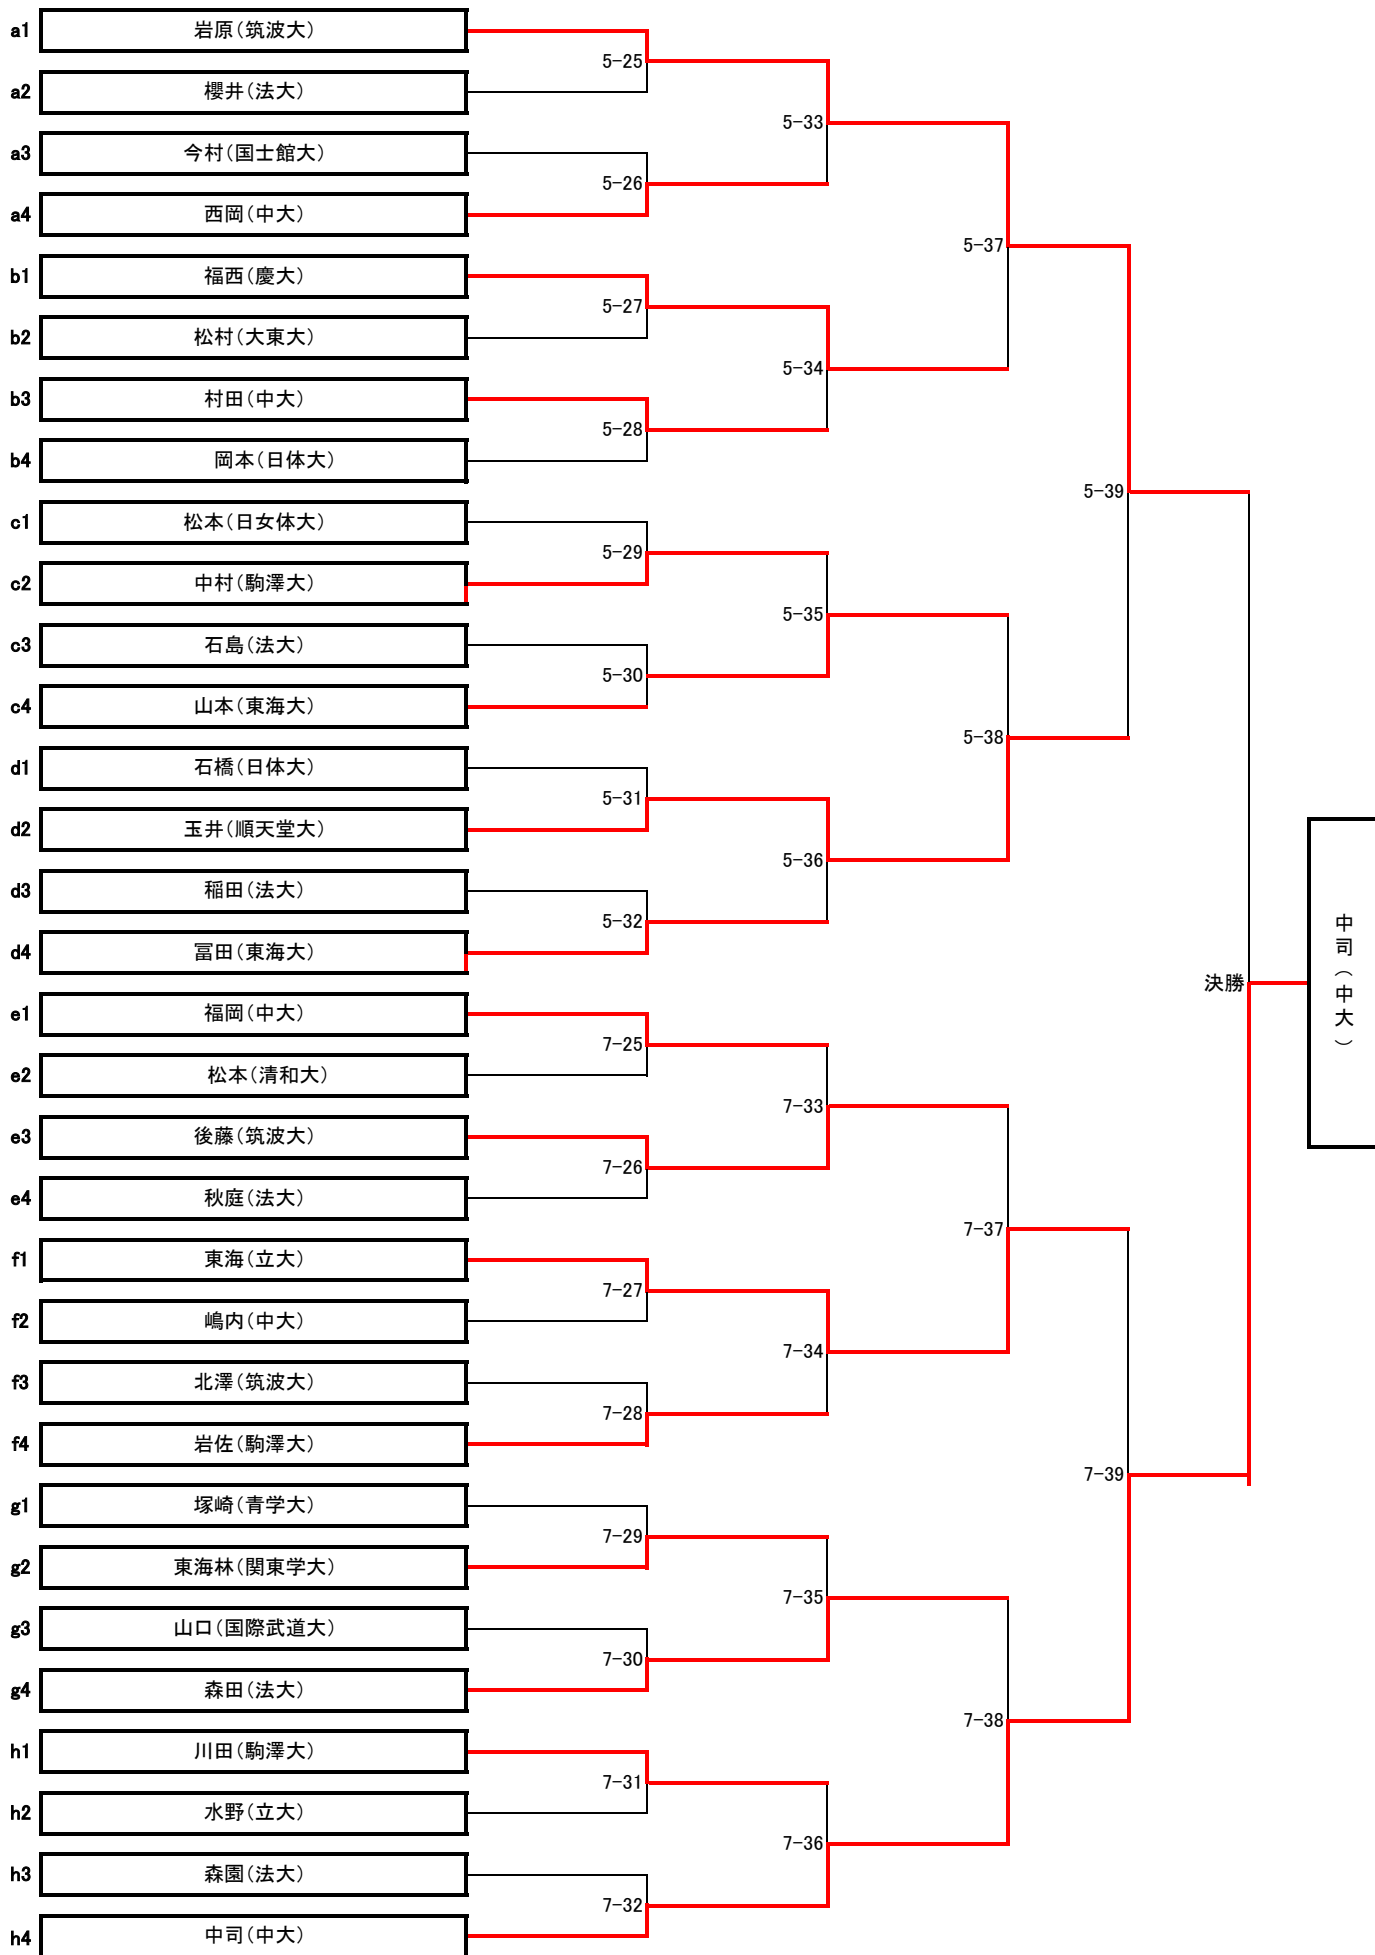 a1 岩原(筑波大)
5-25
a2 櫻井(法大)
5-33
a3 今村(国士館大)
5-26
a4 西岡(中大)
5-37
b1 福西(慶大)
5-27
b2 松村(大東大)
5-34
b3 村田(中大)
5-28
b4 岡本(日体大)
5-39
c1 松本(日女体大)
5-29
c2 中村(駒澤大)
5-35
c3 石島(法大)
5-30
c4 山本(東海大)
5-38
d1 石橋(日体大)
5-31
d2 玉井(順天堂大)
5-36
d3 稲田(法大)
5-32
d4 冨田(東海大)
決勝
中司(中大)
e1 福岡(中大)
7-25
e2 松本(清和大)
7-33
e3 後藤(筑波大)
7-26
e4 秋庭(法大)
7-37
f1 東海(立大)
7-27
f2 嶋内(中大)
7-34
f3 北澤(筑波大)
7-28
f4 岩佐(駒澤大)
7-39
g1 塚崎(青学大)
7-29
g2 東海林(関東学大)
7-35
g3 山口(国際武道大)
7-30
g4 森田(法大)
7-38
h1 川田(駒澤大)
7-31
h2 水野(立大)
7-36
h3 森園(法大)
7-32
h4 中司(中大)